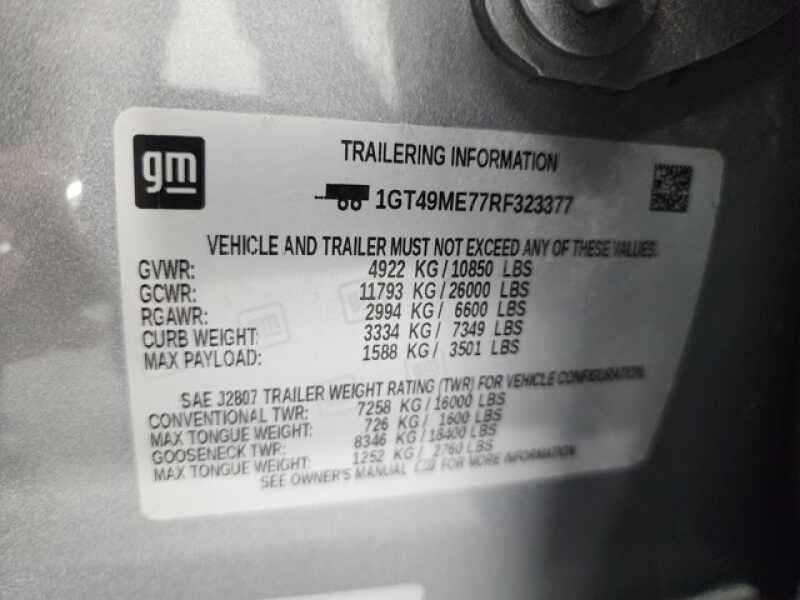 gm
TRAILERING INFORMATION
1GT49ME77RF323377
VEHICLE AND TRAILER MUST NOT EXCEED ANY OF THESE VALUES.
GVWR: 4922 KG/10850 LBS
GCWR: 11793 KG/26000 LBS
RGAWR: 2994 KG/ 6600 LBS
CURB WEIGHT: 3334 KG/ 7349 LBS
MAX PAYLOAD: 1588 KG/ 3501 LBS
SAE J2807 TRAILER WEIGHT RATING (TWR) FOR VEHICLE CONFIGURATION.
CONVENTIONAL TWR: 7258 KG/16000 LBS
MAX TONGUE WEIGHT: 726 KG/ 1600 LBS
GOOSENECK TWR: 8346 KG/18400 LBS
MAX TONGUE WEIGHT: 1252 KG/ 2760 LBS
SEE OWNER'S MANUAL FOR MORE INFORMATION